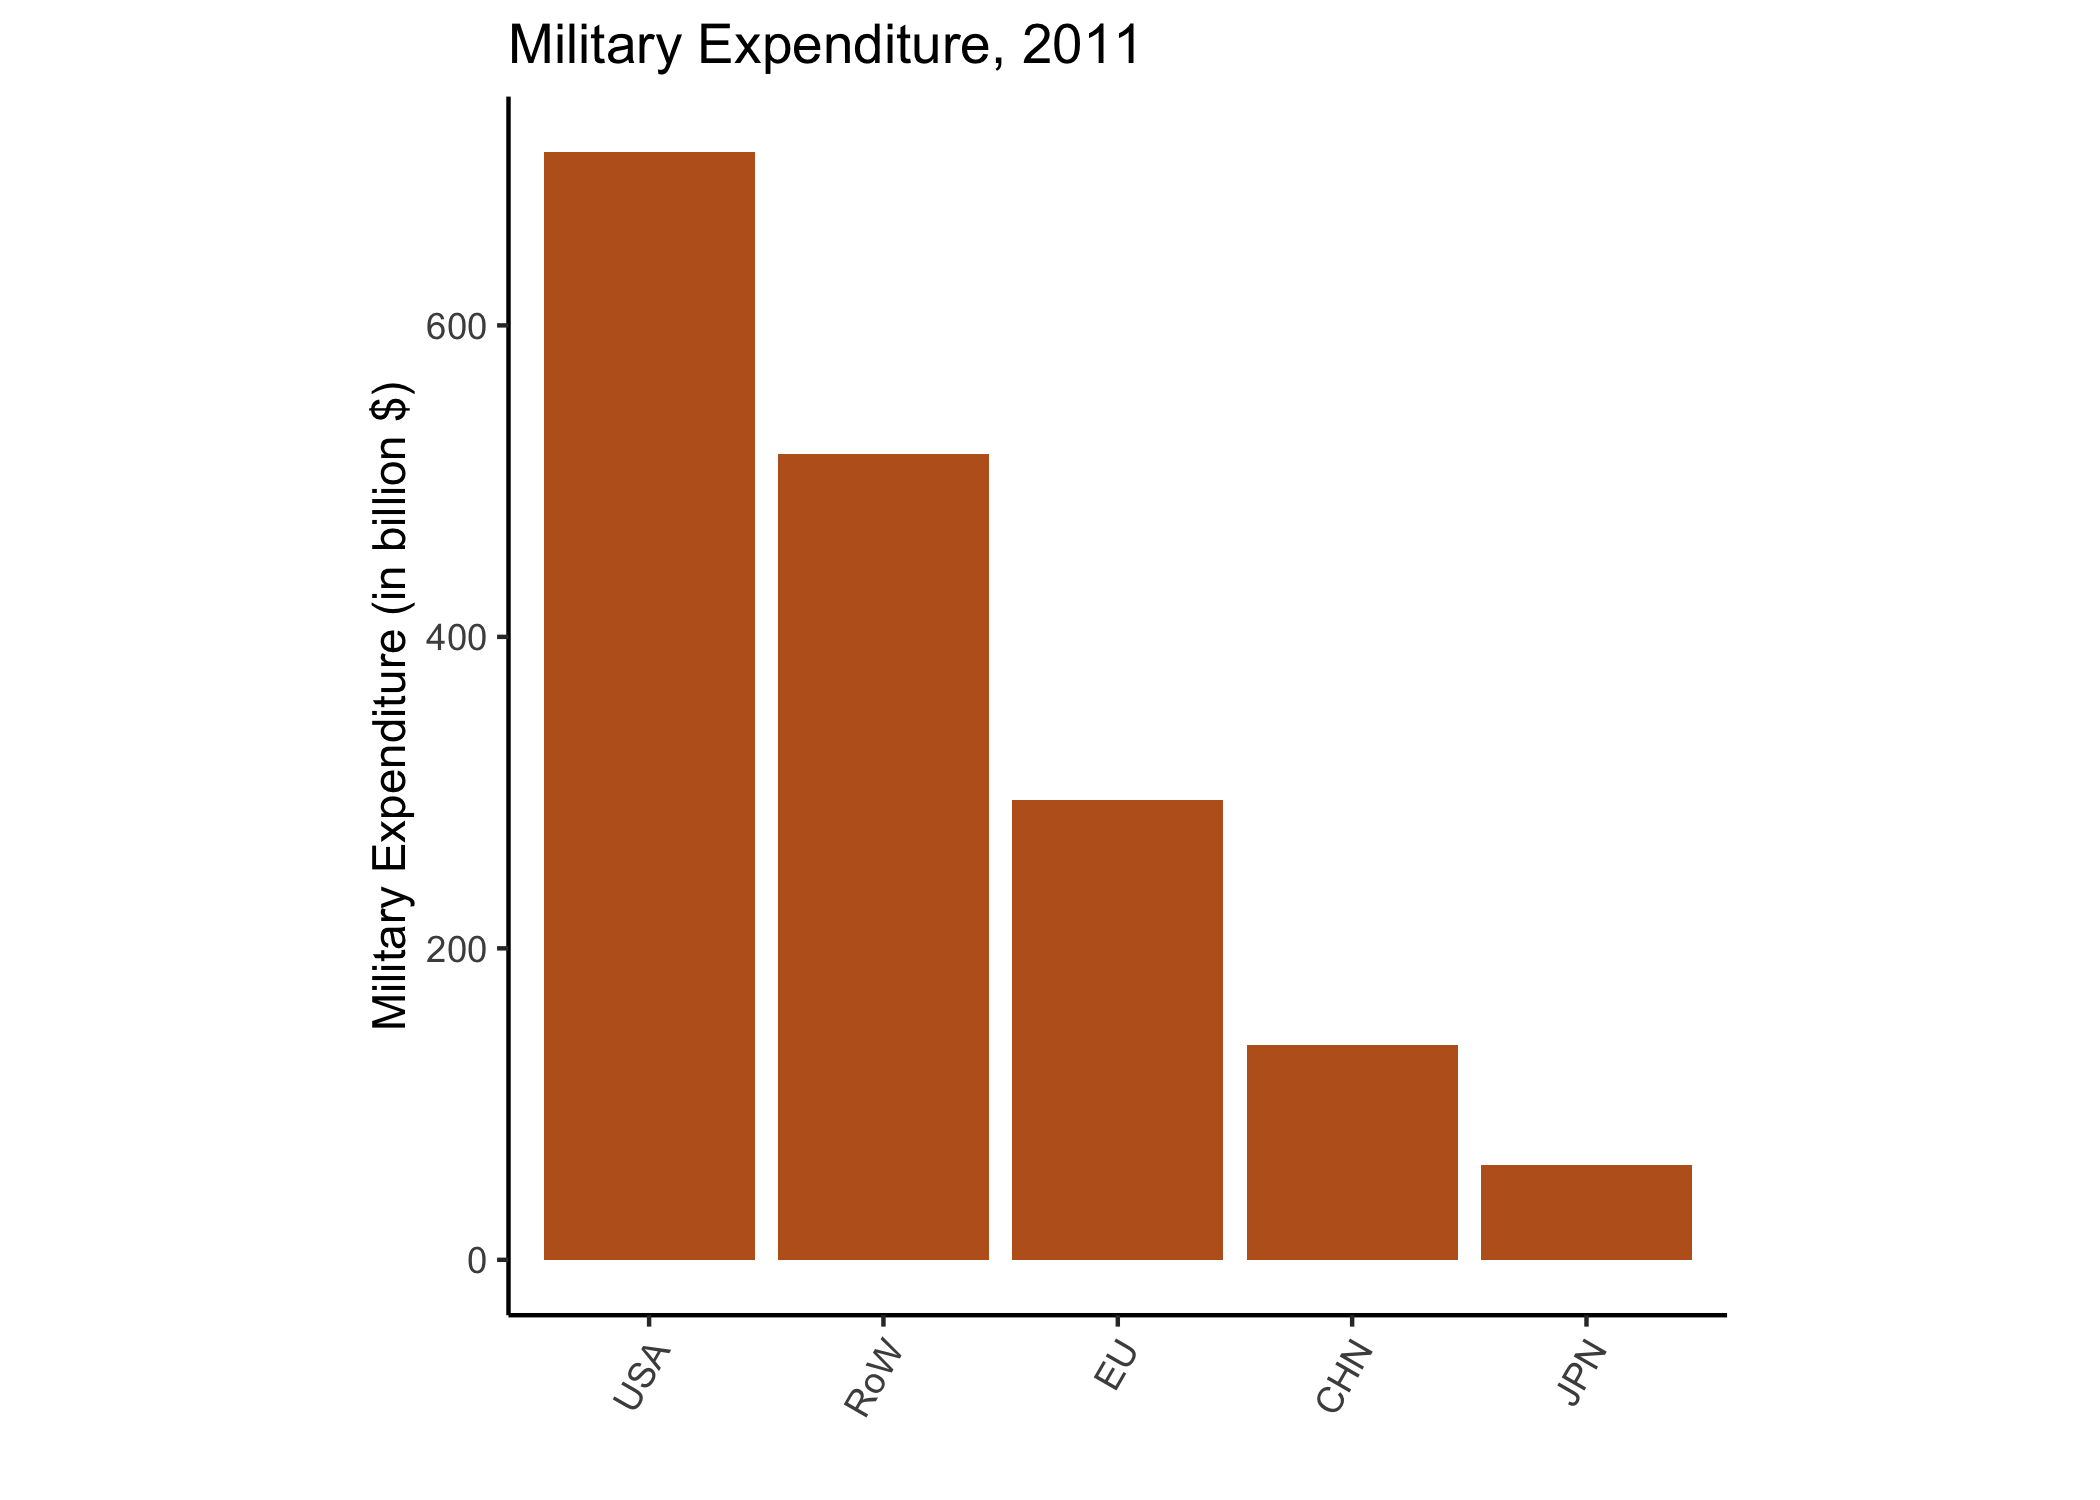 Military Expenditure, 2011
Military Expenditure (in billion $)
600
400
200
0
USA
RoW
EU
CHN
JPN